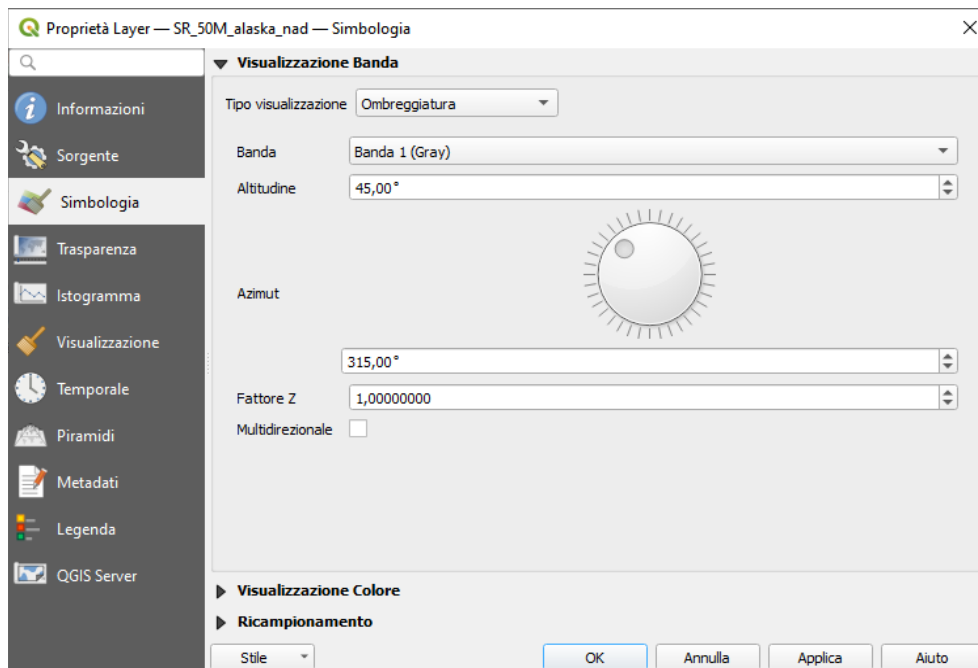 Proprietà Layer — SR_50M_alaska_nad — Simbologia
Informazioni
Sorgente
Simbologia
Trasparenza
Istogramma
Visualizzazione
Temporale
Piramidi
Metadati
Legenda
QGIS Server
Visualizzazione Banda
Tipo visualizzazione Ombreggiatura
Banda Banda 1 (Gray)
Altitudine 45,00°
Azimut
315,00°
Fattore Z 1,00000000
Multidirezionale
Visualizzazione Colore
Ricampionamento
Stile OK Annulla Applica Aiuto